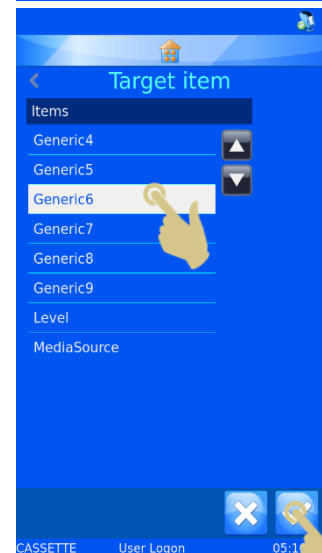 Target item
Items
Generic4
Generic5
Generic6
Generic7
Generic8
Generic9
Level
MediaSource
CASSETTE User Logon